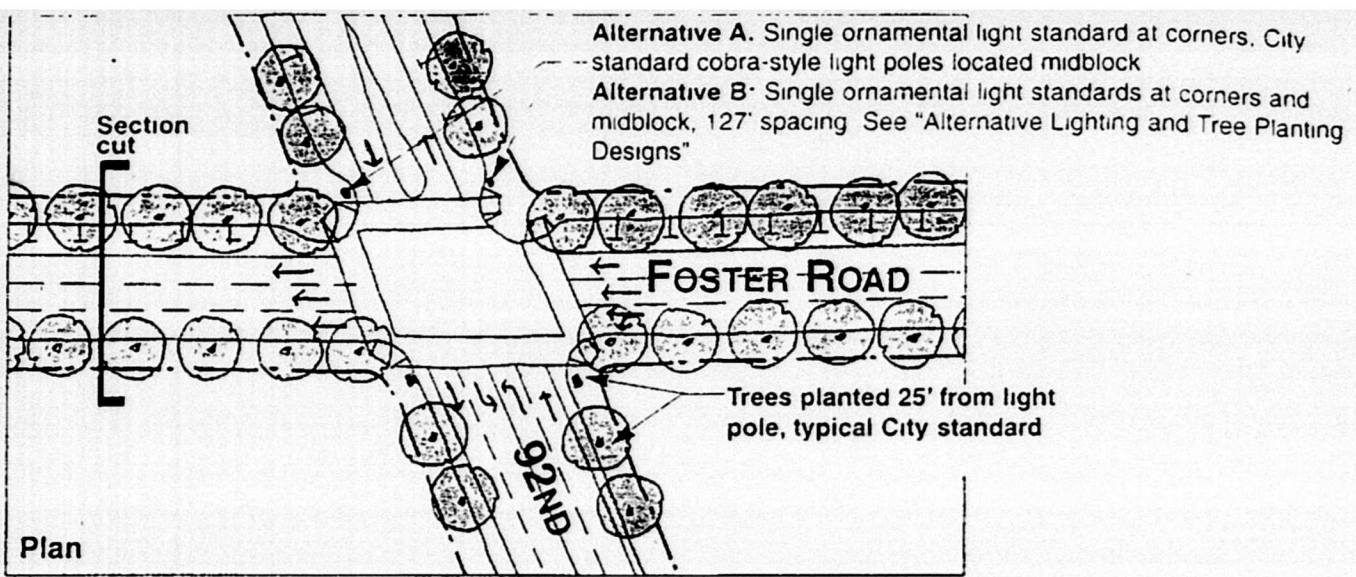 Alternative A. Single ornamental light standard at corners. City
standard cobra-style light poles located midblock
Alternative B· Single ornamental light standards at corners and
midblock, 127' spacing See "Alternative Lighting and Tree Planting
Designs"
Section
cut
FOSTER ROAD
Trees planted 25' from light
pole, typical City standard
92ND
Plan